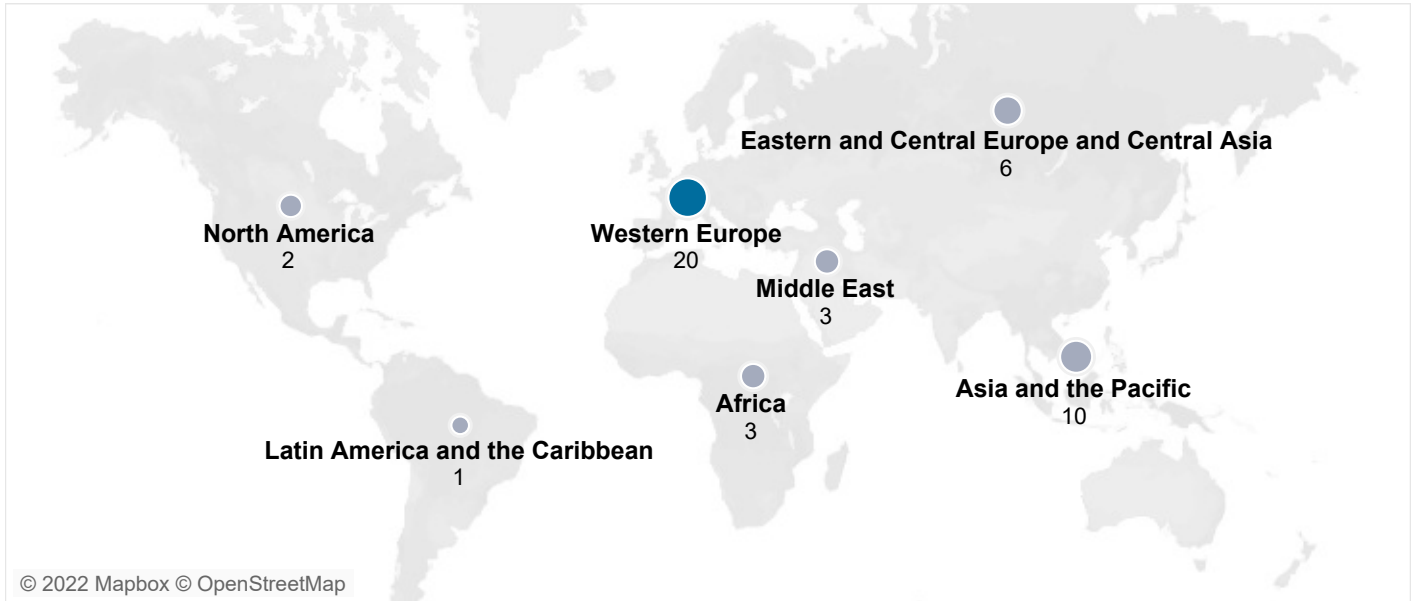 Eastern and Central Europe and Central Asia
6
North America
2
Western Europe
20
Middle East
3
Asia and the Pacific
10
Africa
3
Latin America and the Caribbean
1
© 2022 Mapbox © OpenStreetMap